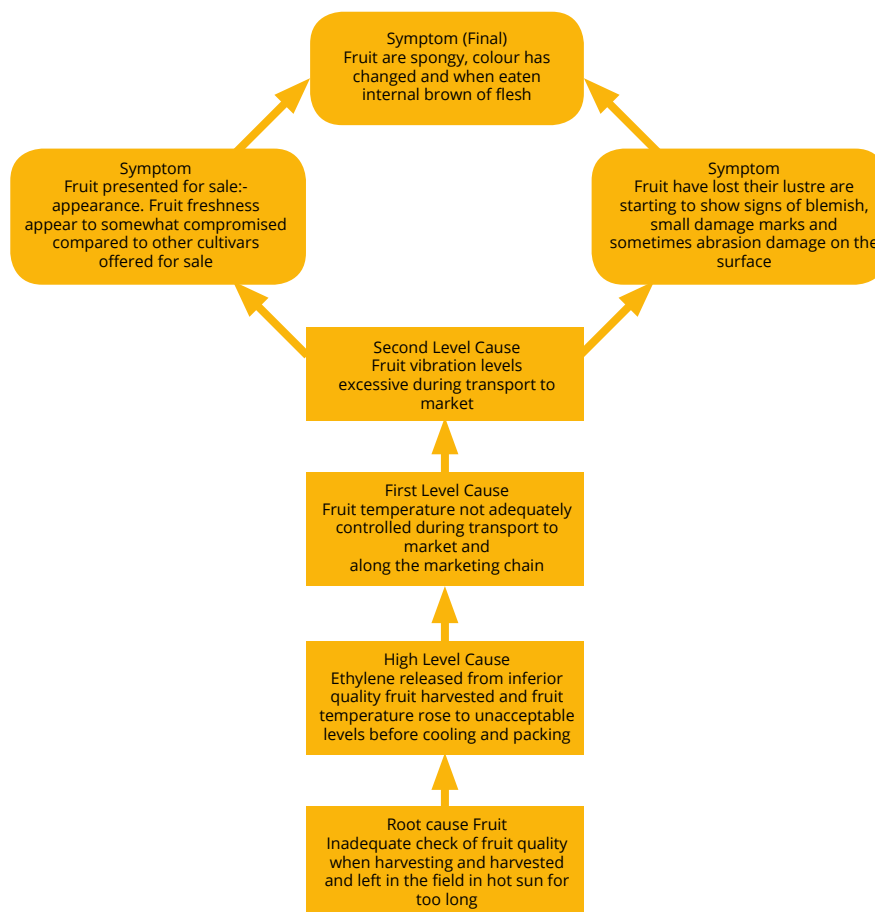 Symptom (Final)
Fruit are spongy, colour has
changed and when eaten
internal brown of flesh
Symptom
Fruit presented for sale:-
appearance. Fruit freshness
appear to somewhat compromised
compared to other cultivars
offered for sale
Symptom
Fruit have lost their lustre are
starting to show signs of blemish,
small damage marks and
sometimes abrasion damage on the
surface
Second Level Cause
Fruit vibration levels
excessive during transport to
market
First Level Cause
Fruit temperature not adequately
controlled during transport to
market and
along the marketing chain
High Level Cause
Ethylene released from inferior
quality fruit harvested and fruit
temperature rose to unacceptable
levels before cooling and packing
Root cause Fruit
Inadequate check of fruit quality
when harvesting and harvested
and left in the field in hot sun for
too long